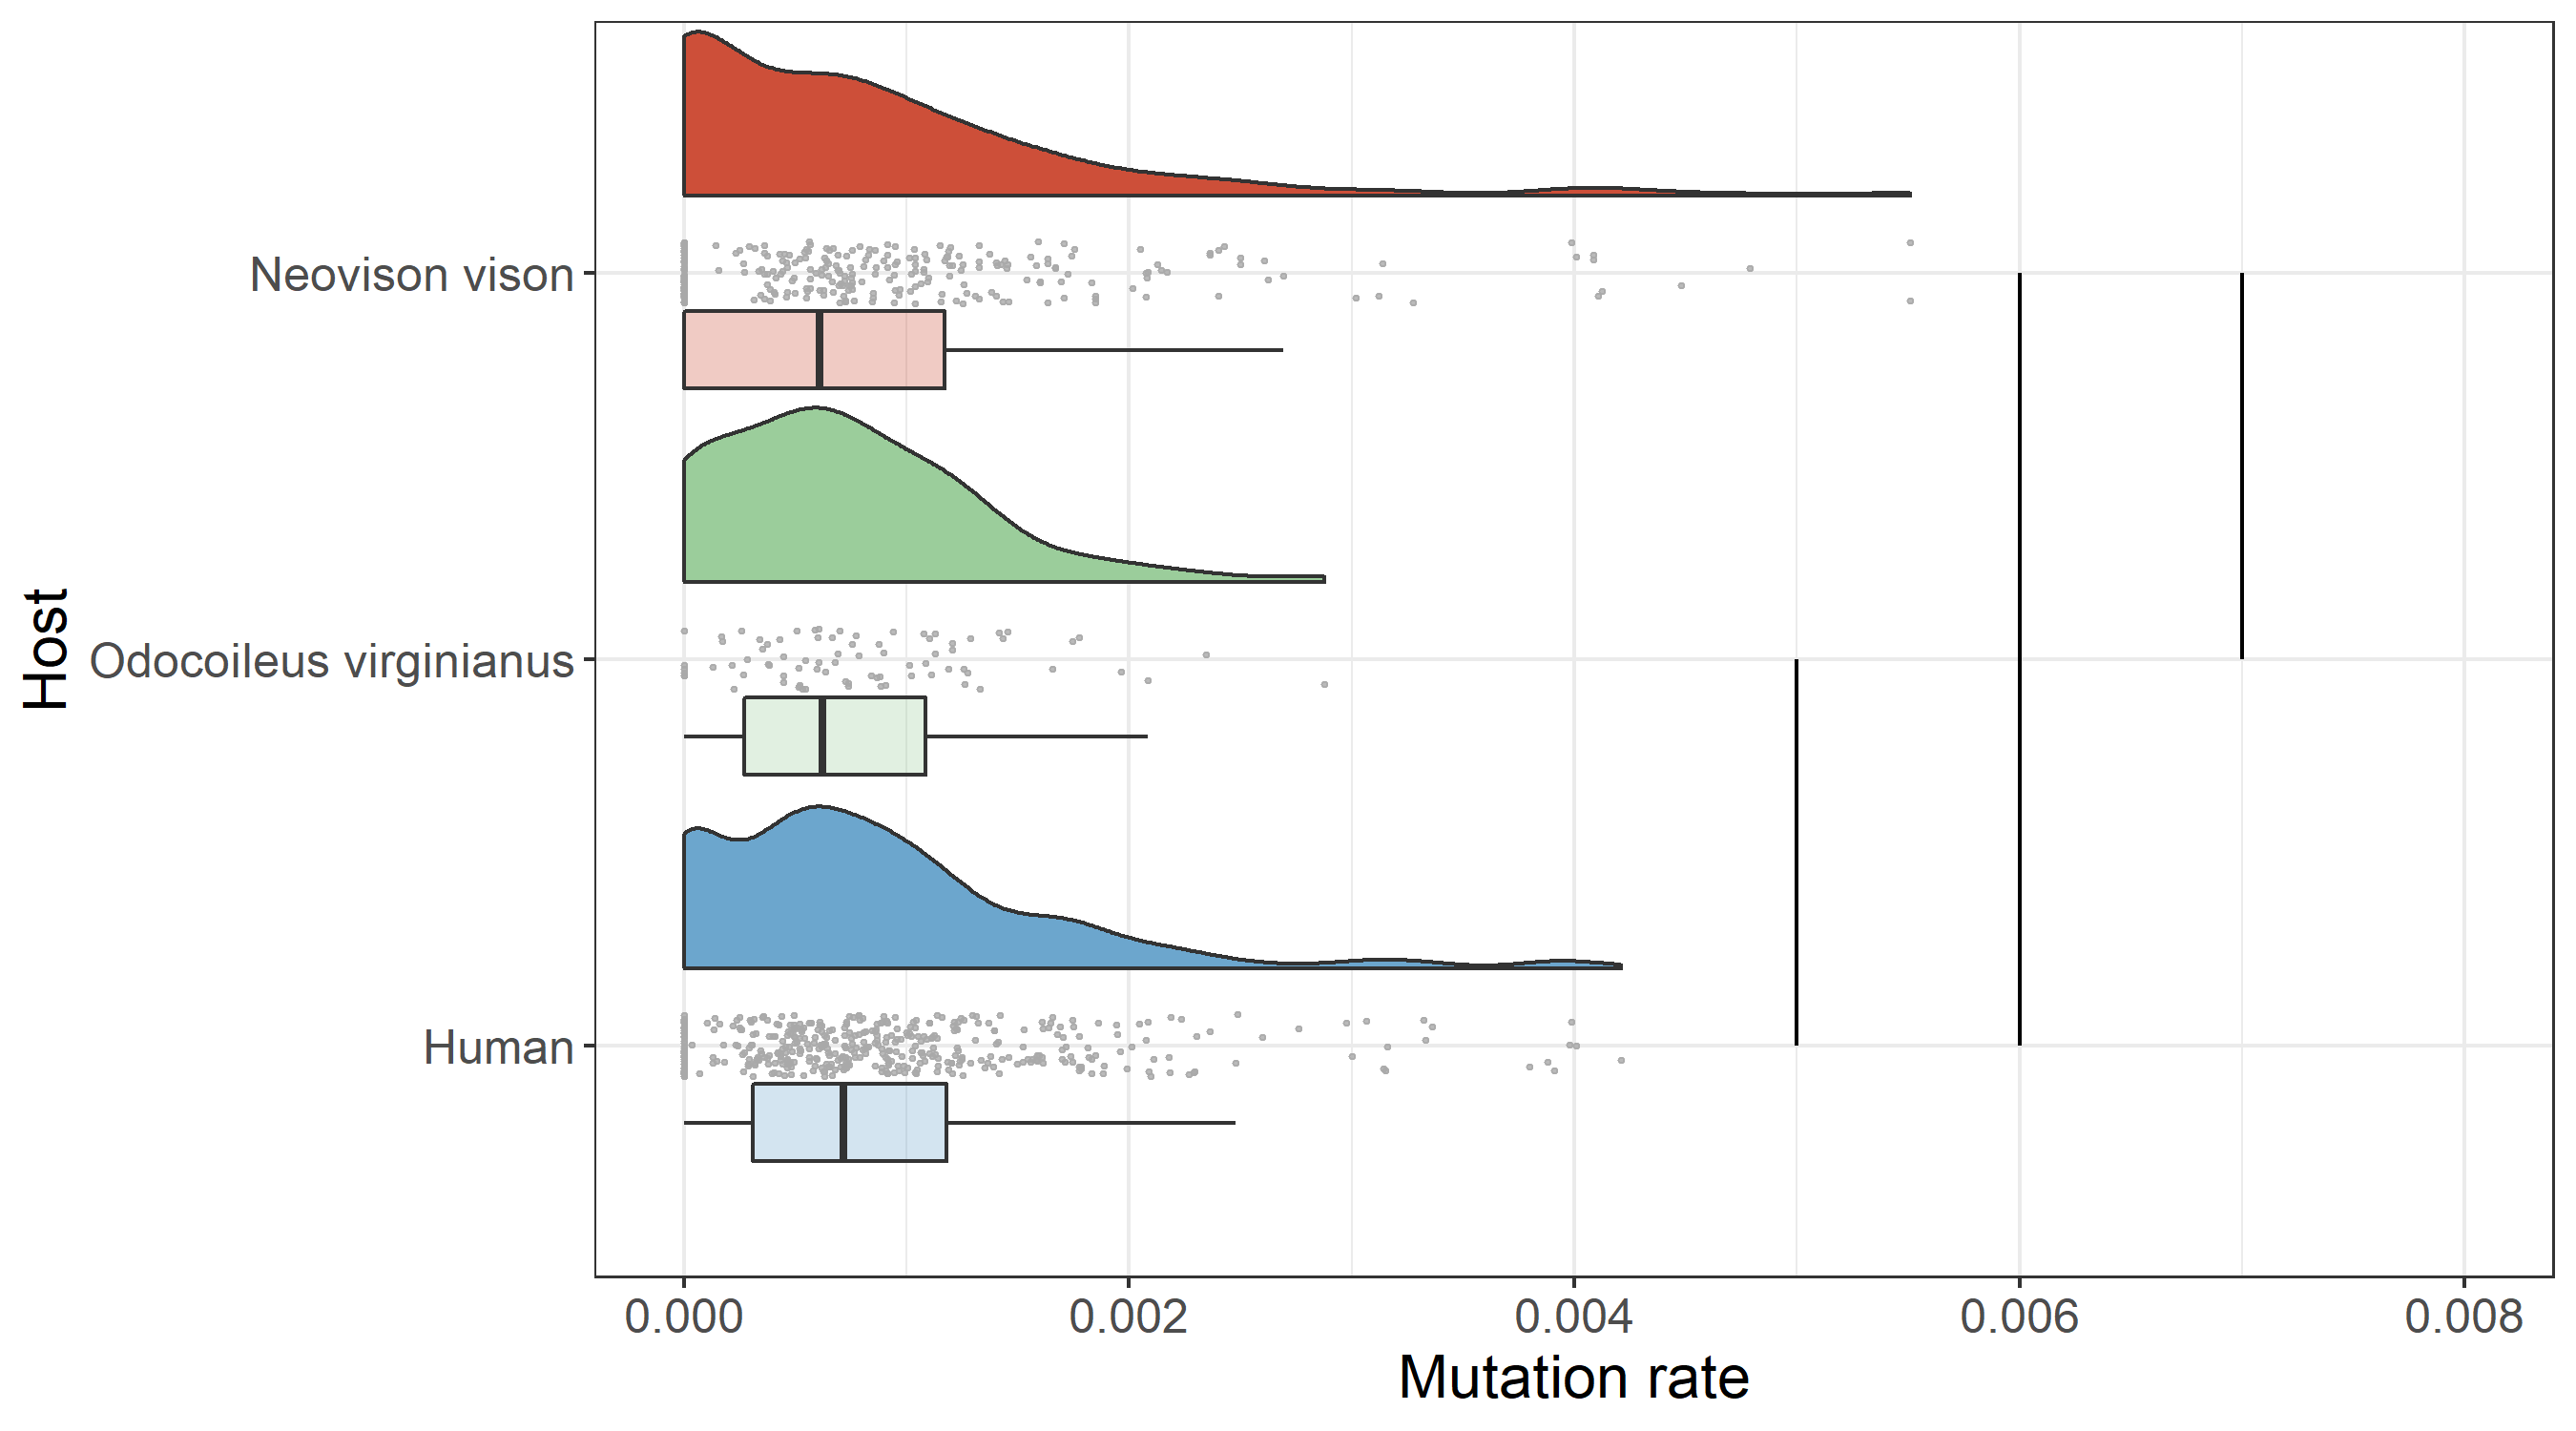 Host
Neovison vison
Odocoileus virginianus
Human
0.000 0.002 0.004 0.006 0.008
Mutation rate